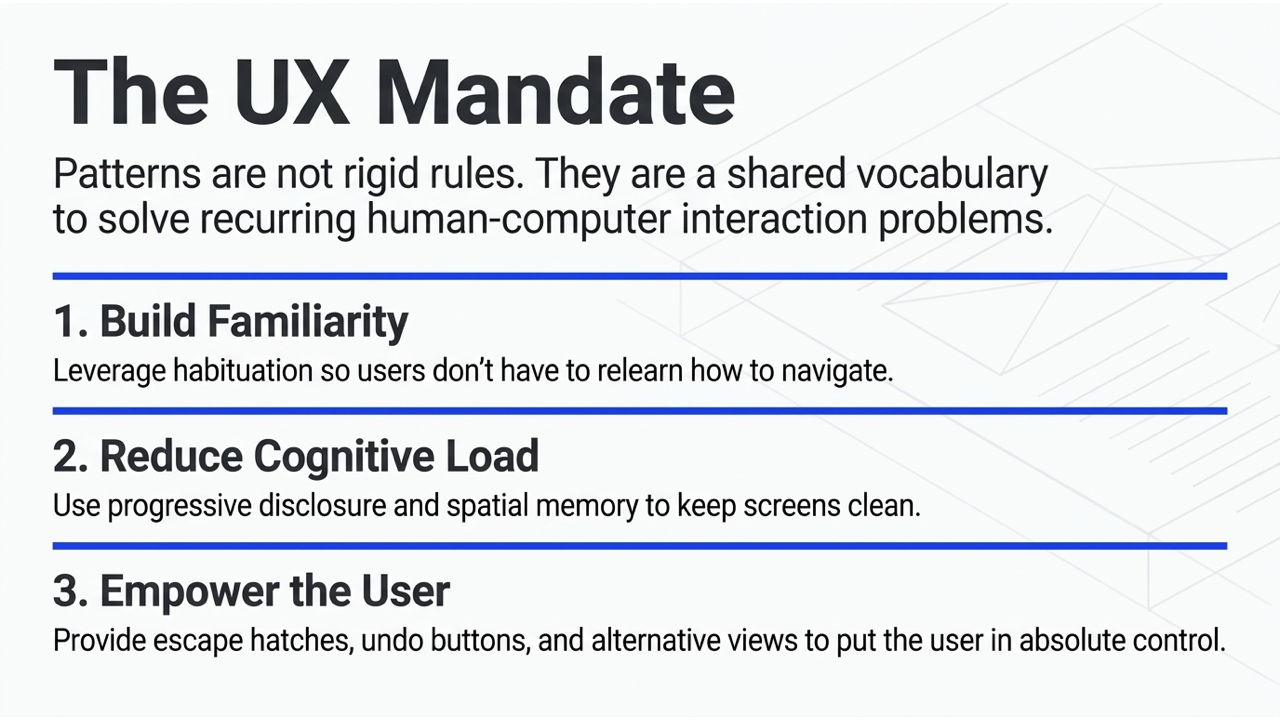 The UX Mandate
Patterns are not rigid rules. They are a shared vocabulary
to solve recurring human-computer interaction problems.
1. Build Familiarity
Leverage habituation so users don’t have to relearn how to navigate.
2. Reduce Cognitive Load
Use progressive disclosure and spatial memory to keep screens clean.
3. Empower the User
Provide escape hatches, undo buttons, and alternative views to put the user in absolute control.